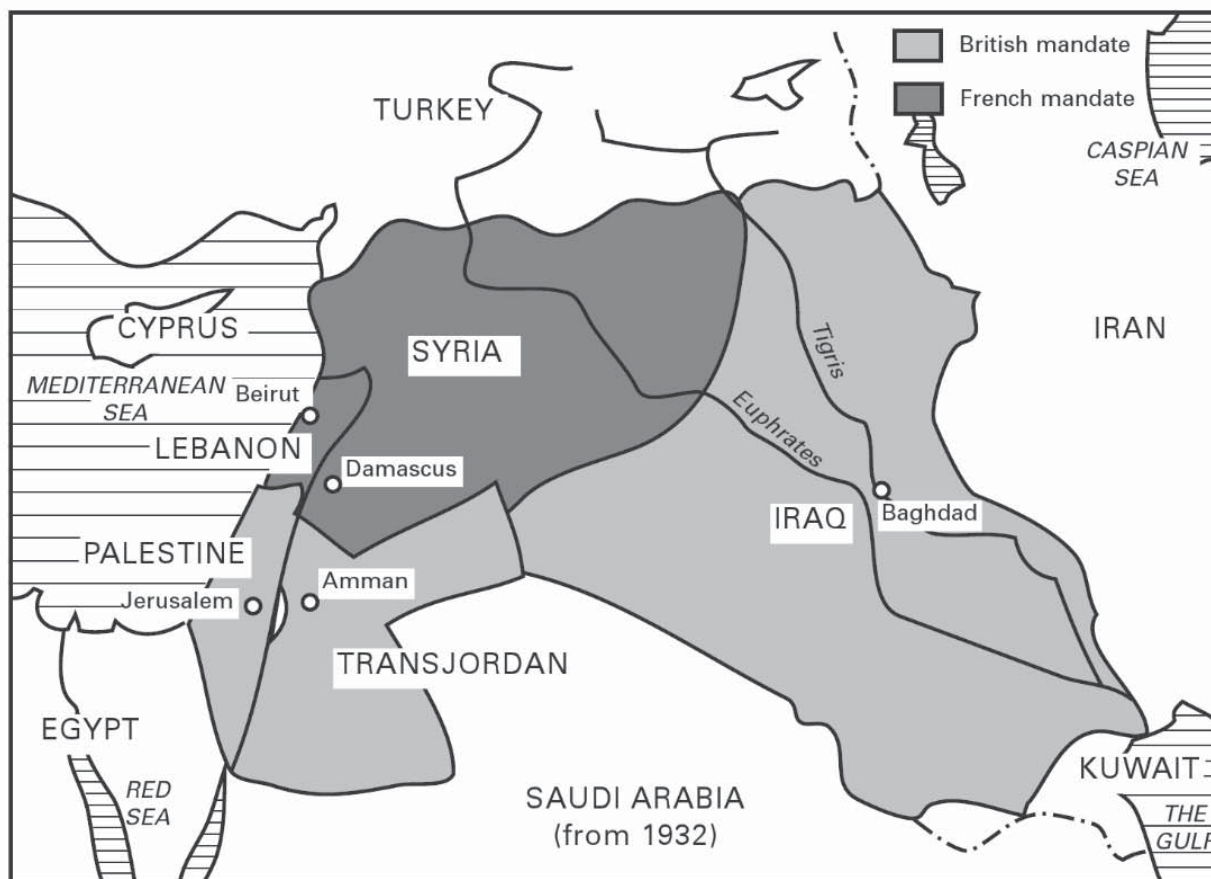 British mandate
French mandate
TURKEY
CASPIAN
SEA
CYPRUS
SYRIA
IRAN
Tigris
MEDITERRANEAN
SEA
Beirut
Euphrates
LEBANON
Damascus
IRAQ
Baghdad
PALESTINE
Amman
Jerusalem
TRANSJORDAN
EGYPT
KUWAIT
RED
SEA
SAUDI ARABIA
(from 1932)
THE
GULF